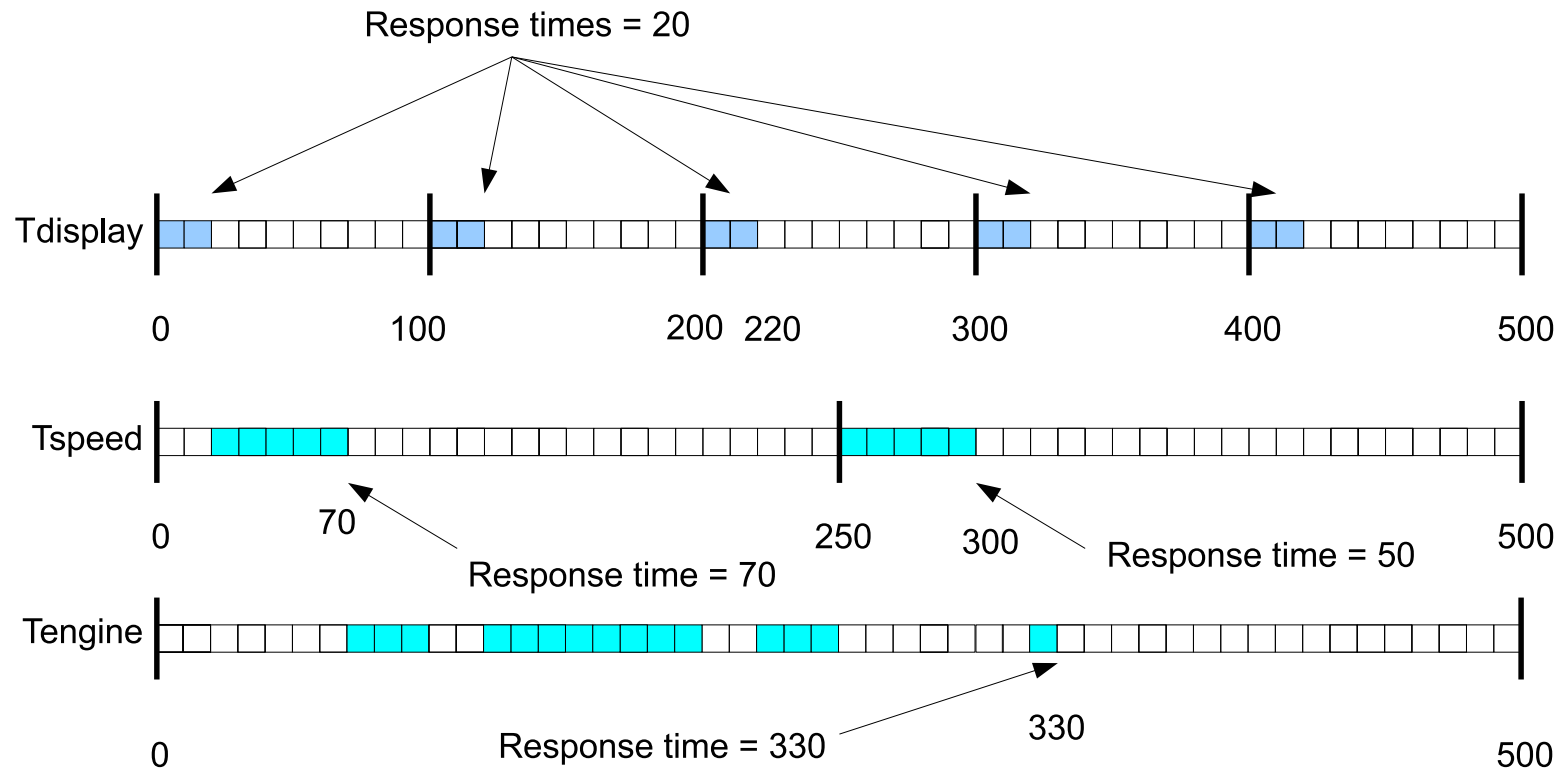 Response times = 20
Tdisplay
0 100 200 220 300 400 500
Tspeed
0 70 250 300 500
Response time = 70
Response time = 50
Tengine
0 330 500
Response time = 330